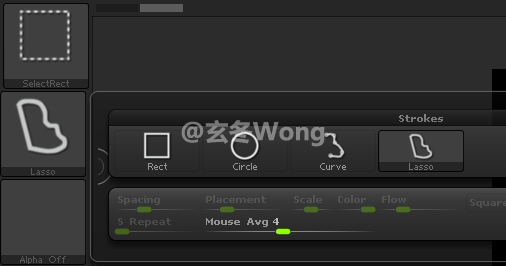 SelectRect
Strokes
@玄冬Wong
Lasso
Rect Circle Curve Lasso
Spacing Placement Scale Color Flow Square
S Repeat Mouse Avg 4
Alpha Off